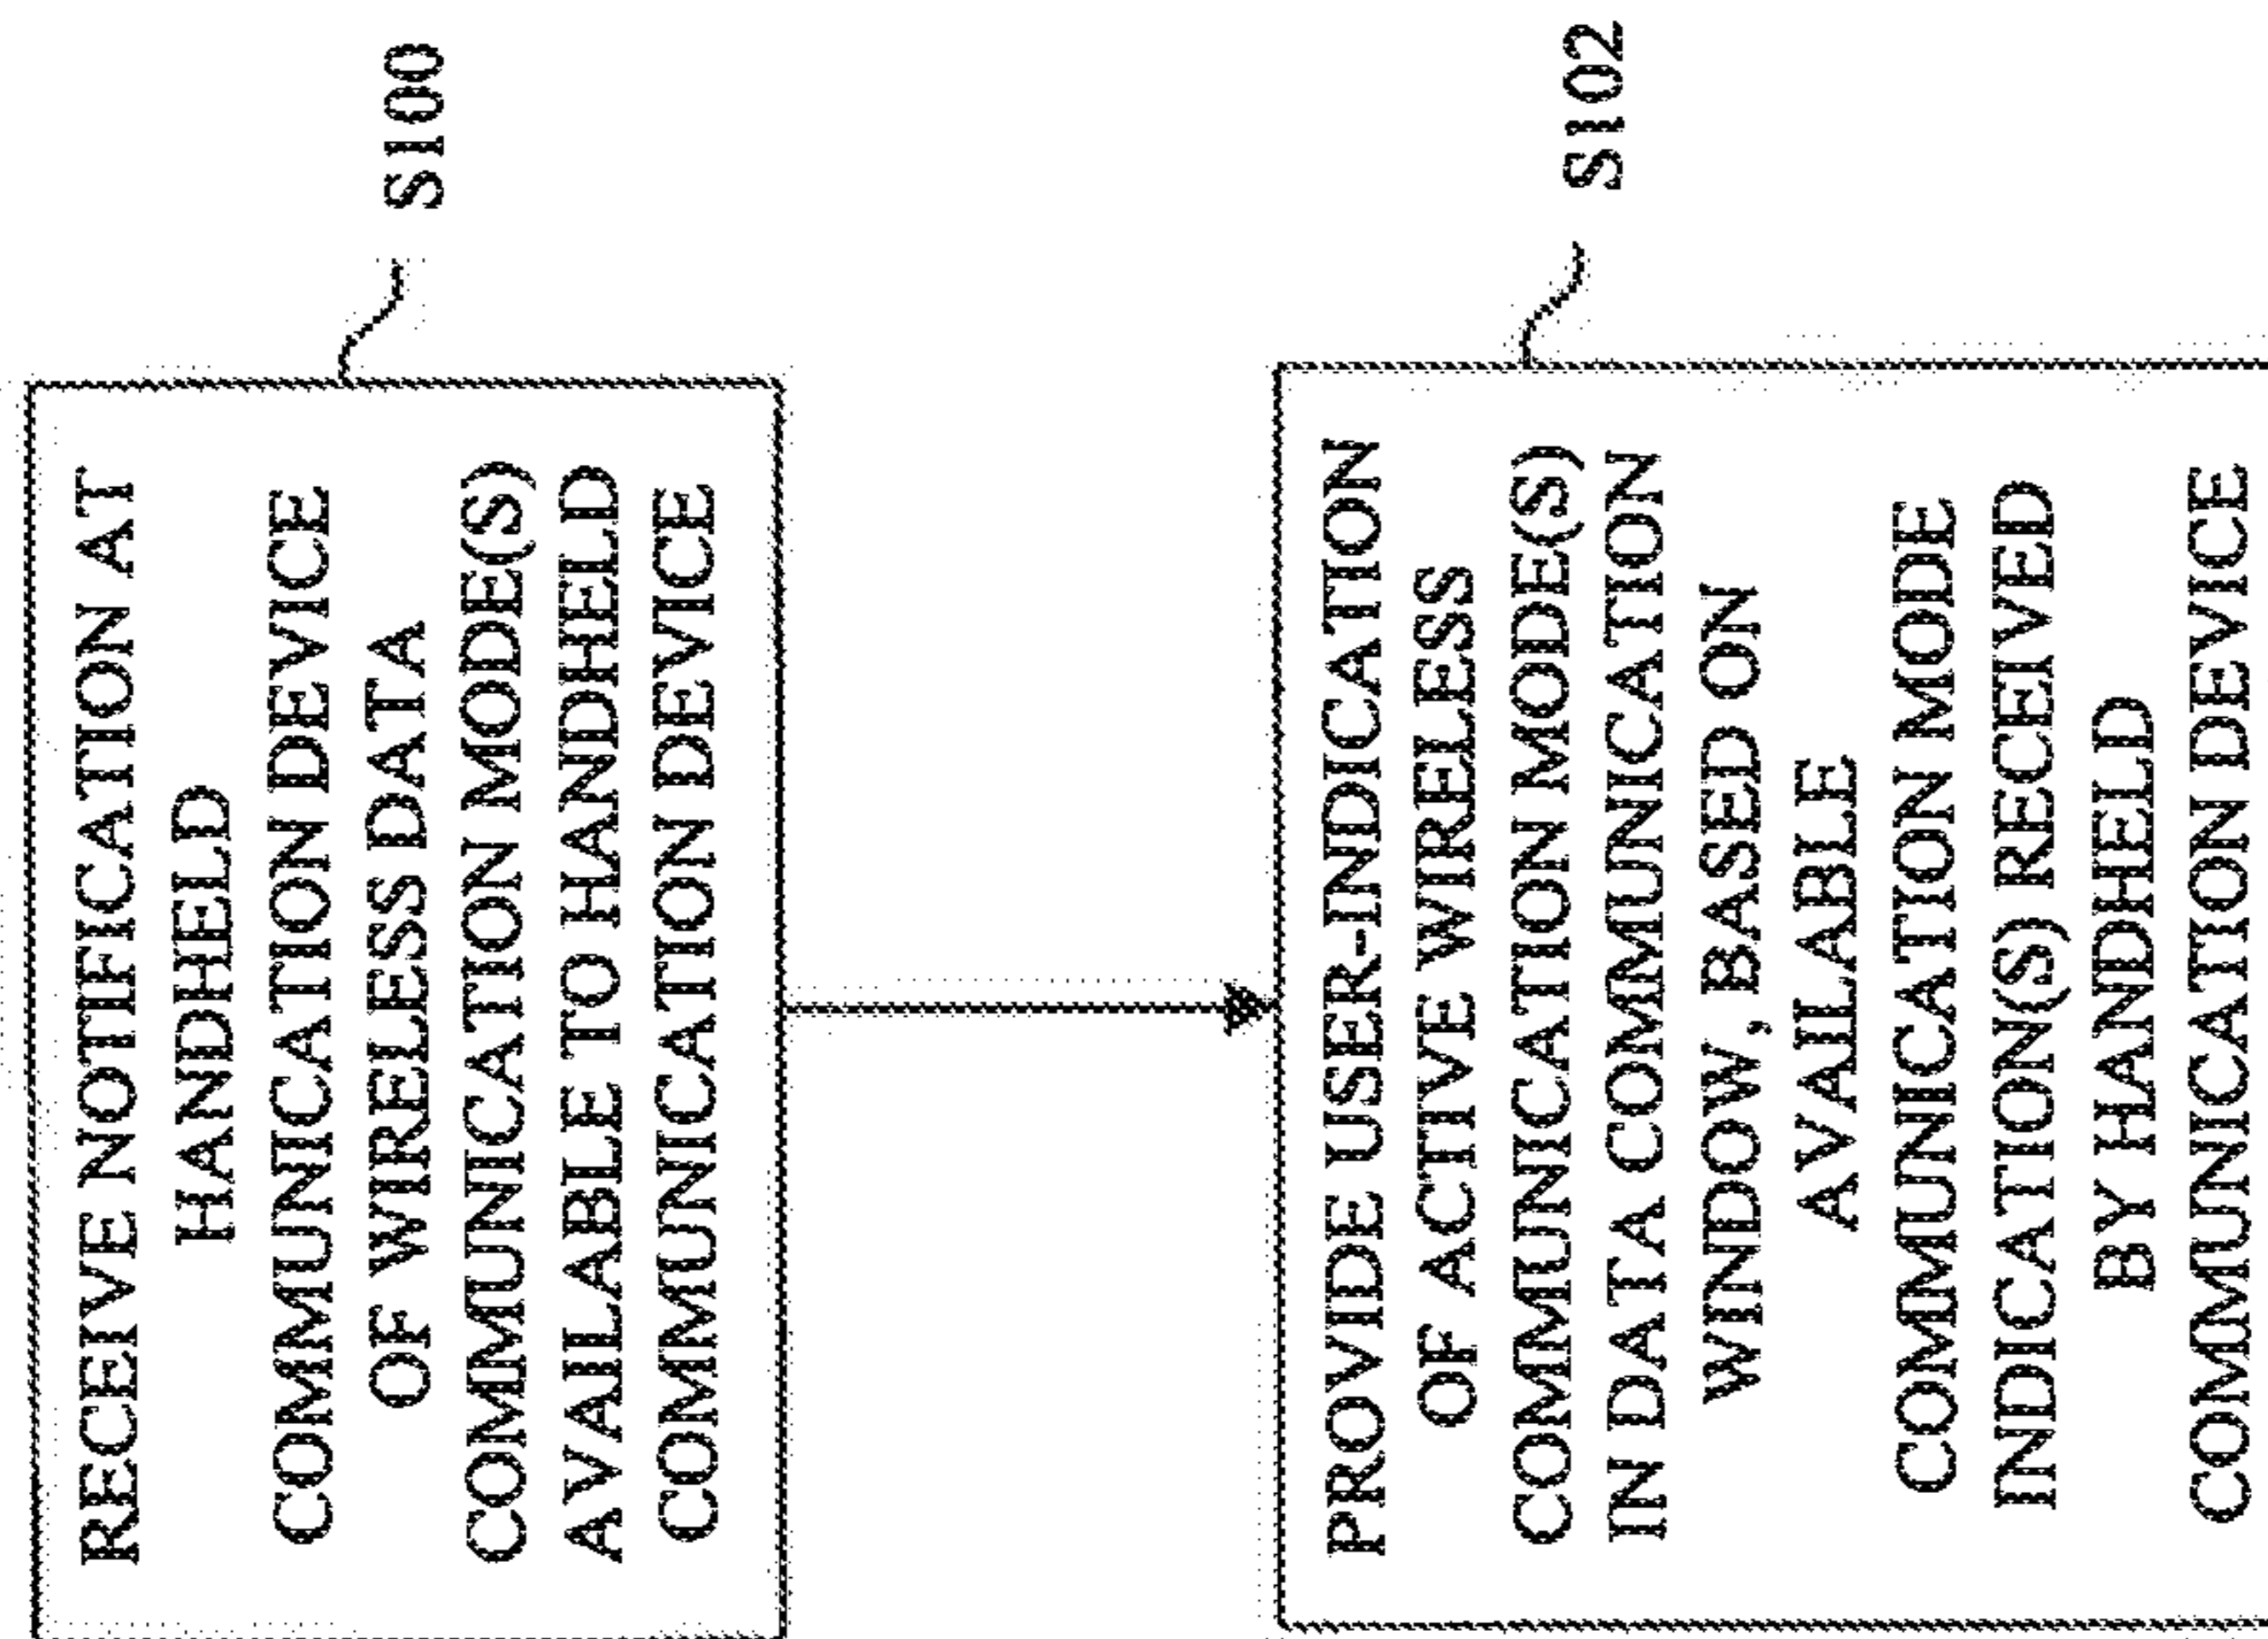 RECEIVE NOTIFICATION AT
HANDHELD
COMMUNICATION DEVICE
OF WIRELESS DATA
COMMUNICATION MODE(S)
AVAILABLE TO HANDHELD
COMMUNICATION DEVICE
S100
PROVIDE USER-INDICATION
OF ACTIVE WIRELESS
COMMUNICATION MODE(S)
IN DATA COMMUNICATION
WINDOW, BASED ON
AVAILABLE
COMMUNICATION MODE
INDICATION(S) RECEIVED
BY HANDHELD
COMMUNICATION DEVICE
S102